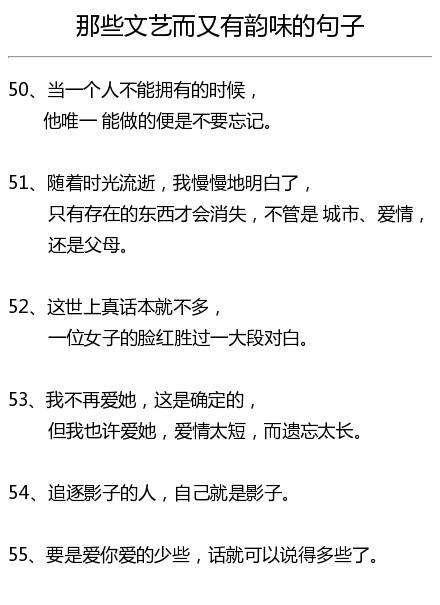 那些文艺而又有韵味的句子
50、当一个人不能拥有的时候，
他唯一 能做的便是不要忘记。
51、随着时光流逝，我慢慢地明白了，
只有存在的东西才会消失，不管是 城市、爱情，
还是父母。
52、这世上真话本就不多，
一位女子的脸红胜过一大段对白。
53、我不再爱她，这是确定的，
但我也许爱她，爱情太短，而遗忘太长。
54、追逐影子的人，自己就是影子。
55、要是爱你爱的少些，话就可以说得多些了。